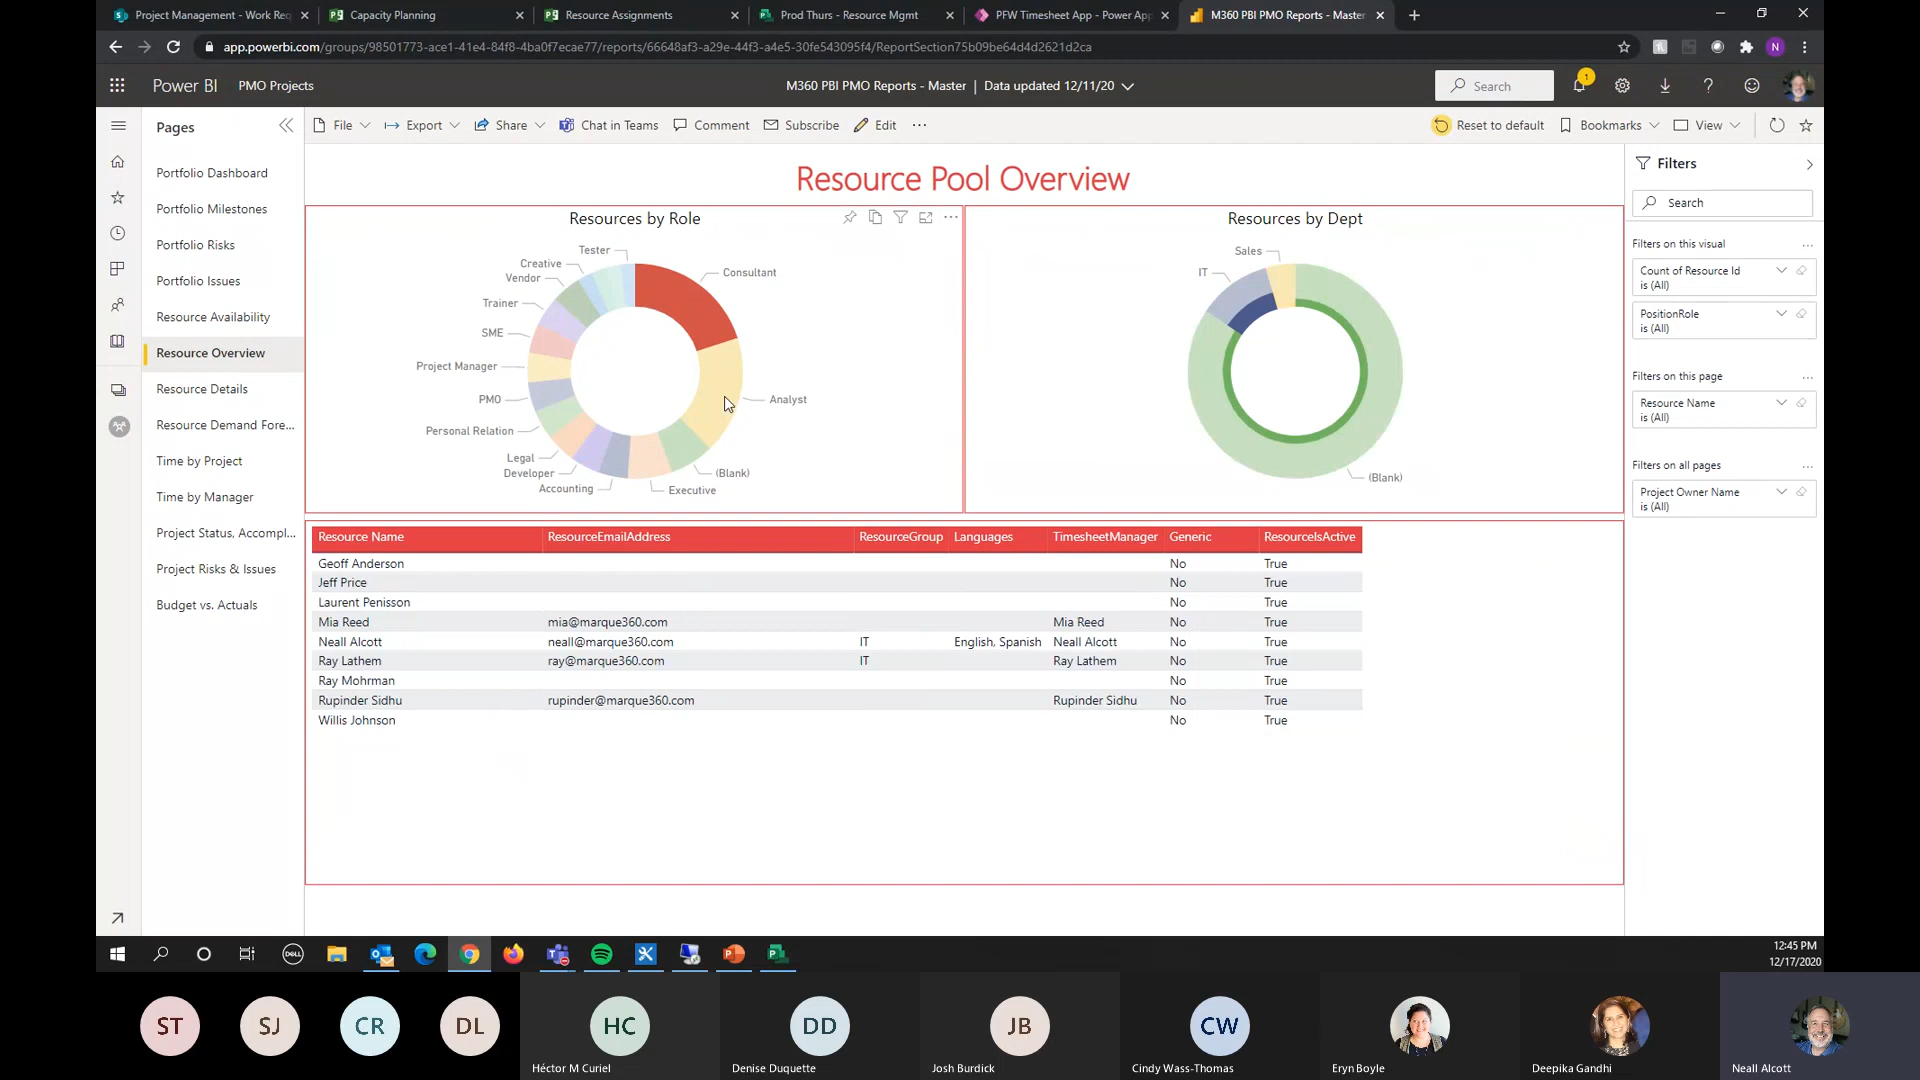 Project Management - Work Req
Capacity Planning
Resource Assignments
Prod Thurs - Resource Mgmt
PFW Timesheet App - Power App
M360 PBI PMO Reports - Master
app.powerbi.com/groups/98501773-ace1-41e4-84f8-4ba0f7ecae77/reports/66648af3-a29e-44f3-a4e5-30fe543095f4/ReportSection75b09be64d4d2621d2ca
N
Power BI PMO Projects
M360 PBI PMO Reports - Master | Data updated 12/11/20
Search
1
Pages
File Export Share Chat in Teams Comment Subscribe Edit ...
Reset to default Bookmarks View
Portfolio Dashboard
Portfolio Milestones
Portfolio Risks
Portfolio Issues
Resource Availability
Resource Overview
Resource Details
Resource Demand Fore...
Time by Project
Time by Manager
Project Status, Accompl...
Project Risks & Issues
Budget vs. Actuals
Resource Pool Overview
Resources by Role
Tester
Creative
Vendor
Trainer
SME
Project Manager
PMO
Personal Relation
Legal
Developer
Accounting
Consultant
Analyst
(Blank)
Executive
Resources by Dept
Sales
IT
(Blank)
Resource Name ResourceEmailAddress ResourceGroup Languages TimesheetManager Generic ResourceIsActive
Geoff Anderson No True
Jeff Price No True
Laurent Penisson No True
Mia Reed mia@marque360.com Mia Reed No True
Neall Alcott neall@marque360.com IT English, Spanish Neall Alcott No True
Ray Lathem ray@marque360.com IT Ray Lathem No True
Ray Mohrman No True
Rupinder Sidhu rupinder@marque360.com Rupinder Sidhu No True
Willis Johnson No True
Filters
Search
Filters on this visual
Count of Resource Id
is (All)
PositionRole
is (All)
Filters on this page
Resource Name
is (All)
Filters on all pages
Project Owner Name
is (All)
DELL
12:45 PM
12/17/2020
ST
SJ
CR
DL
HC
DD
JB
CW
Héctor M Curiel
Denise Duquette
Josh Burdick
Cindy Wass-Thomas
Eryn Boyle
Deepika Gandhi
Neall Alcott